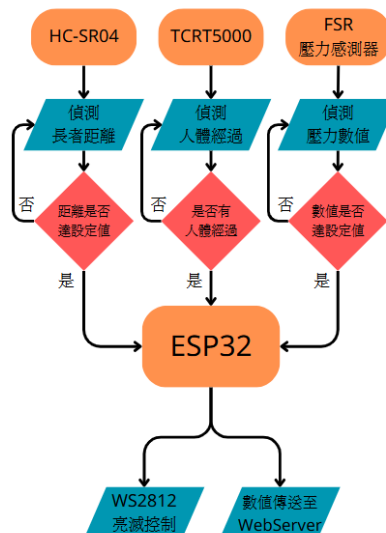 HC-SR04
TCRT5000
FSR
壓力感測器
偵測
長者距離
偵測
人體經過
偵測
壓力數值
否
距離是否
達設定值
否
是否有
人體經過
否
數值是否
達設定值
是
是
是
ESP32
WS2812
亮滅控制
數值傳送至
WebServer